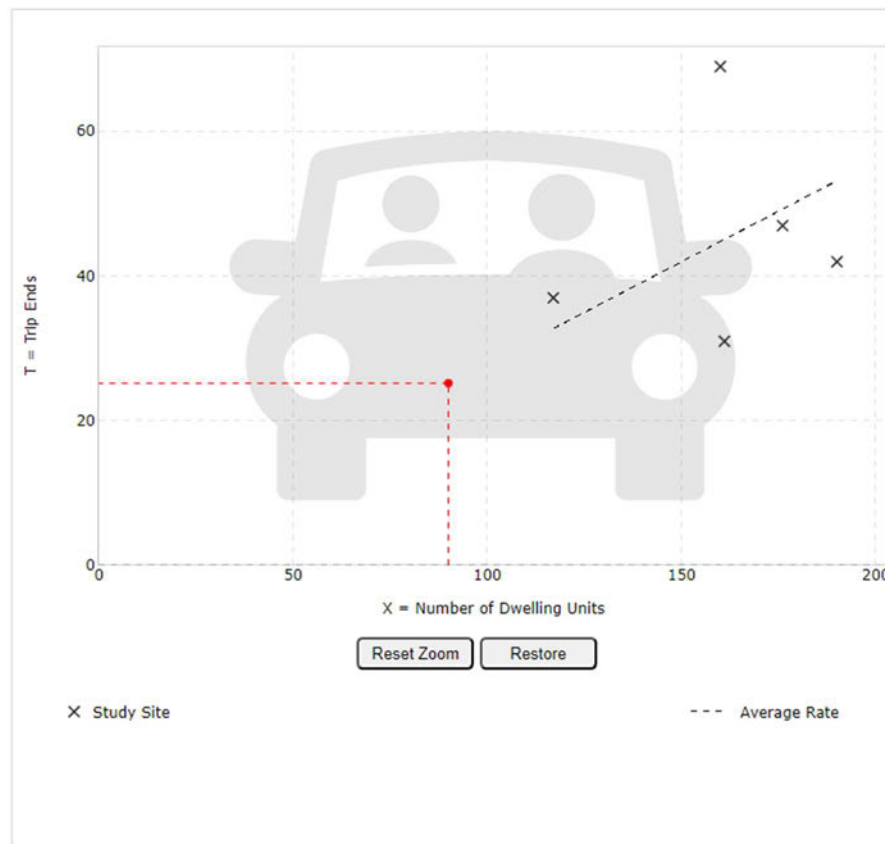 60
40
20
0
T = Trip Ends
0 50 100 150 200
X = Number of Dwelling Units
Reset Zoom Restore
Study Site Average Rate